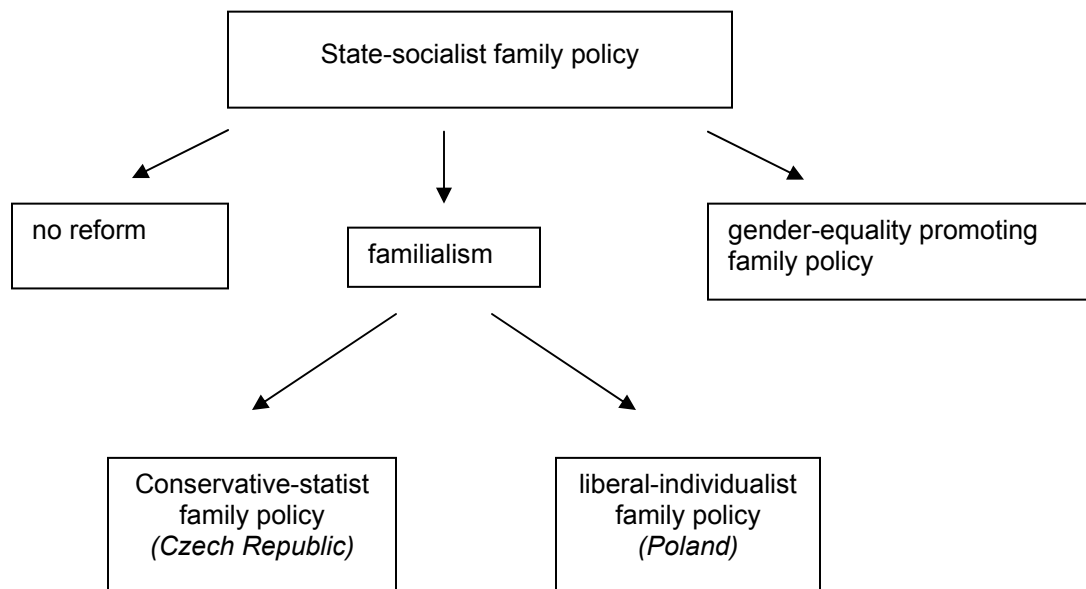 State-socialist family policy
no reform
familialism
gender-equality promoting
family policy
Conservative-statist
family policy
(Czech Republic)
liberal-individualist
family policy
(Poland)